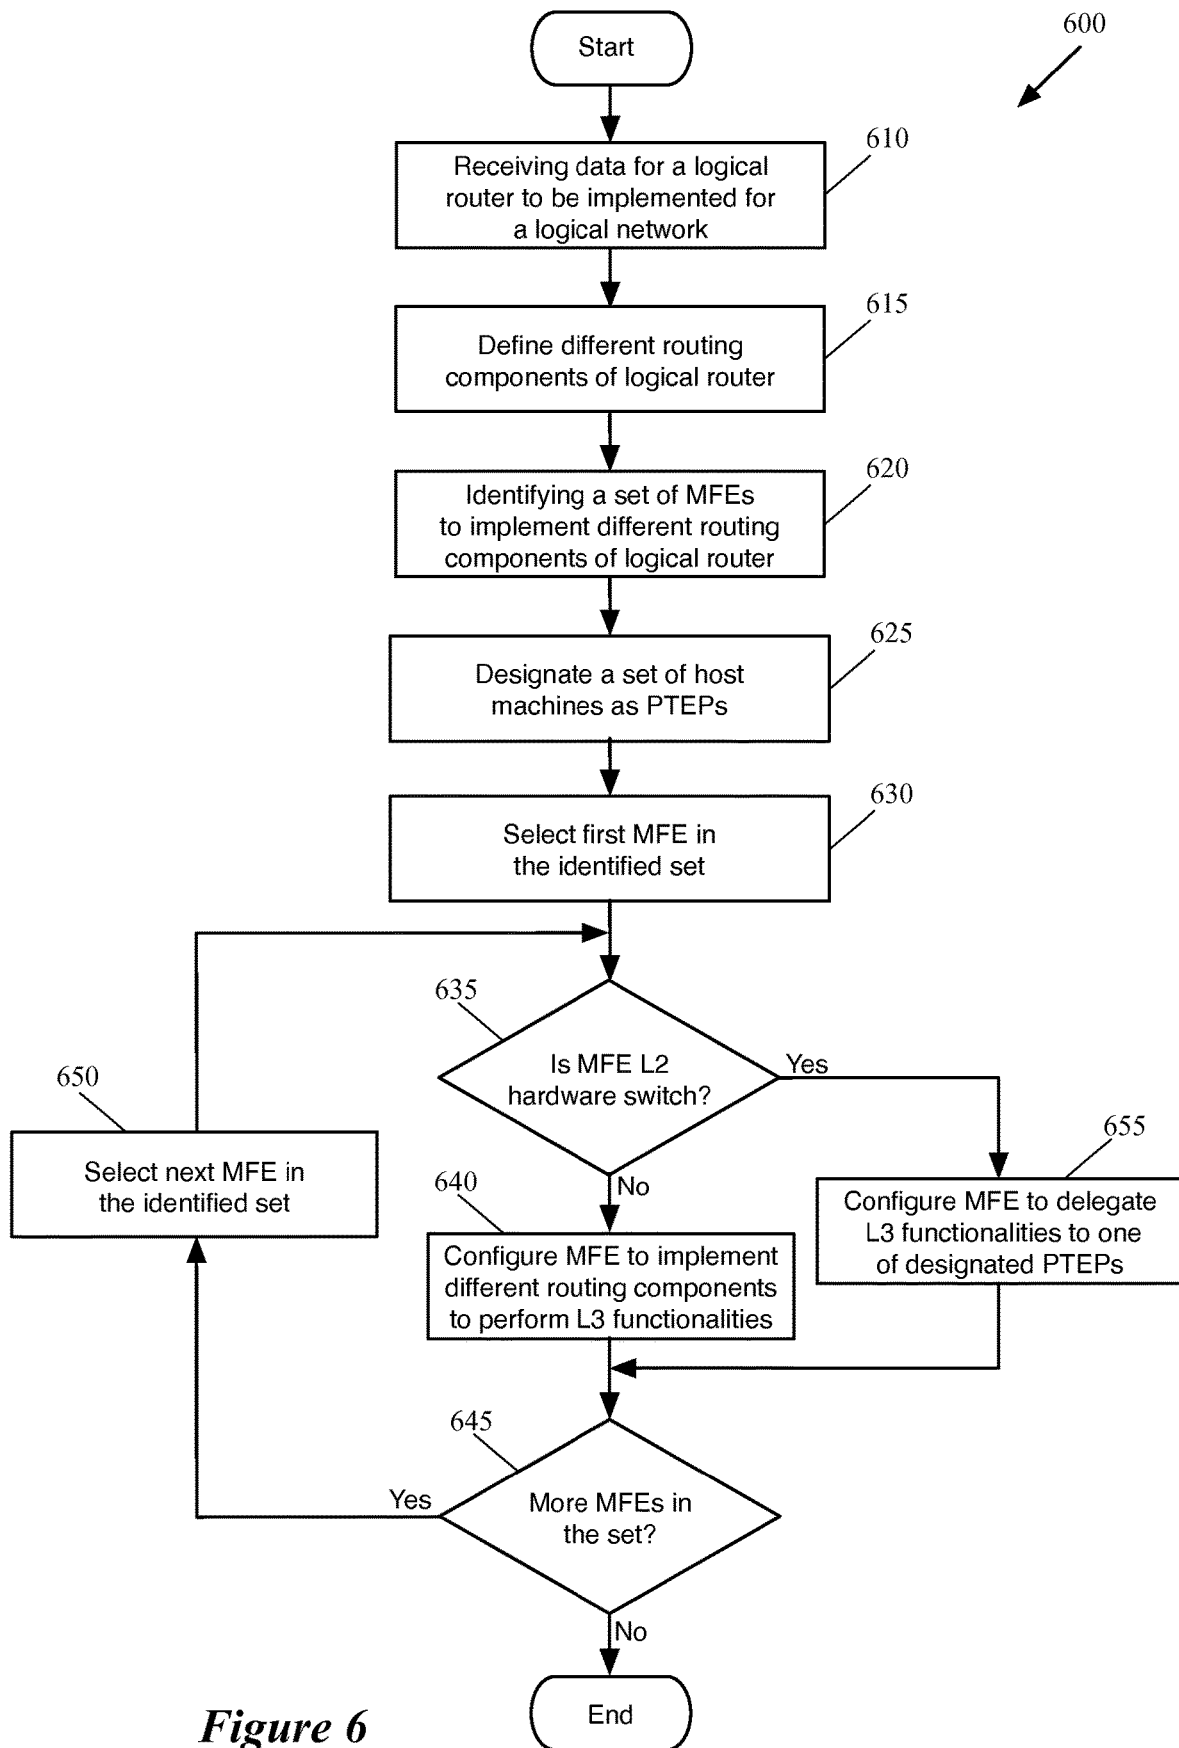 Start
600
610
Receiving data for a logical
router to be implemented for
a logical network
615
Define different routing
components of logical router
620
Identifying a set of MFEs
to implement different routing
components of logical router
625
Designate a set of host
machines as PTEPs
630
Select first MFE in
the identified set
635
Is MFE L2
hardware switch?
Yes
No
650
Select next MFE in
the identified set
640
Configure MFE to implement
different routing components
to perform L3 functionalities
655
Configure MFE to delegate
L3 functionalities to one
of designated PTEPs
645
More MFEs in
the set?
Yes
No
End
Figure 6